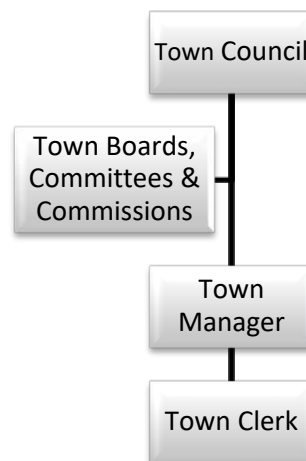 Town Council
Town Boards,
Committees &
Commissions
Town
Manager
Town Clerk